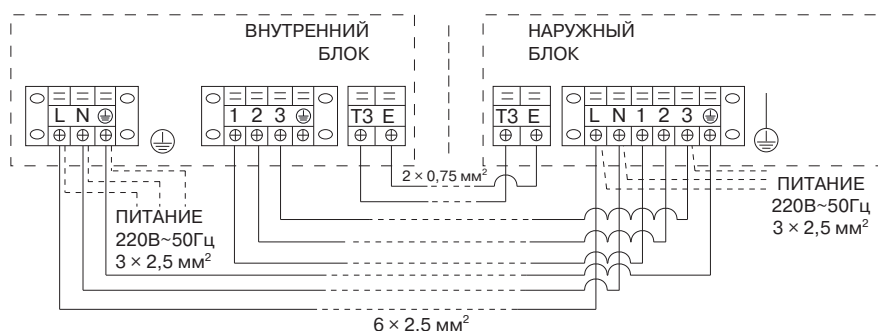 ВНУТРЕННИЙ
БЛОК
НАРУЖНЫЙ
БЛОК
L N
1 2 3
T3 E
T3 E
L N 1 2 3
2 × 0,75 мм²
ПИТАНИЕ
220В~50Гц
3 × 2,5 мм²
ПИТАНИЕ
220В~50Гц
3 × 2,5 мм²
6 × 2,5 мм²